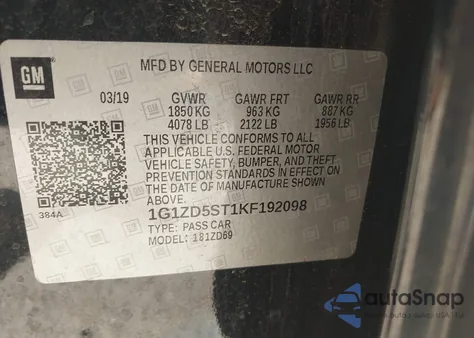 GM
MFD BY GENERAL MOTORS LLC
03/19 GVWR GAWR FRT GAWR RR
1850 KG 963 KG 887 KG
4078 LB 2122 LB 1956 LB
THIS VEHICLE CONFORMS TO ALL
APPLICABLE U.S. FEDERAL MOTOR
VEHICLE SAFETY, BUMPER, AND THEFT
PREVENTION STANDARDS IN EFFECT
ON THE DATE OF MANUFACTURE SHOWN
ABOVE.
384A
1G1ZD5ST1KF192098
TYPE: PASS CAR
MODEL: 181ZD69
autaSnap